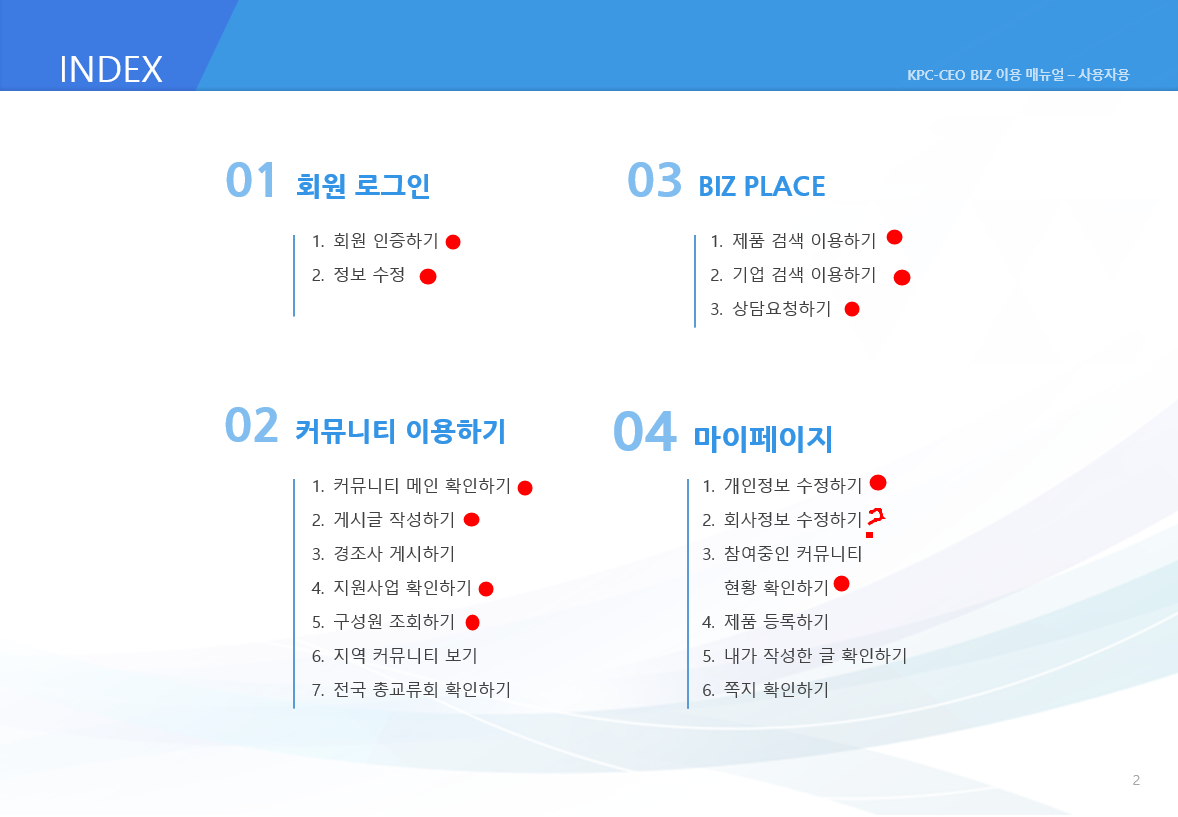 INDEX
KPC-CEO BIZ 이용 매뉴얼 – 사용자용
01 회원 로그인
1. 회원 인증하기
2. 정보 수정
02 커뮤니티 이용하기
1. 커뮤니티 메인 확인하기
2. 게시글 작성하기
3. 경조사 게시하기
4. 지원사업 확인하기
5. 구성원 조회하기
6. 지역 커뮤니티 보기
7. 전국 총교류회 확인하기
03 BIZ PLACE
1. 제품 검색 이용하기
2. 기업 검색 이용하기
3. 상담요청하기
04 마이페이지
1. 개인정보 수정하기
2. 회사정보 수정하기 ?
3. 참여중인 커뮤니티
현황 확인하기
4. 제품 등록하기
5. 내가 작성한 글 확인하기
6. 쪽지 확인하기
2